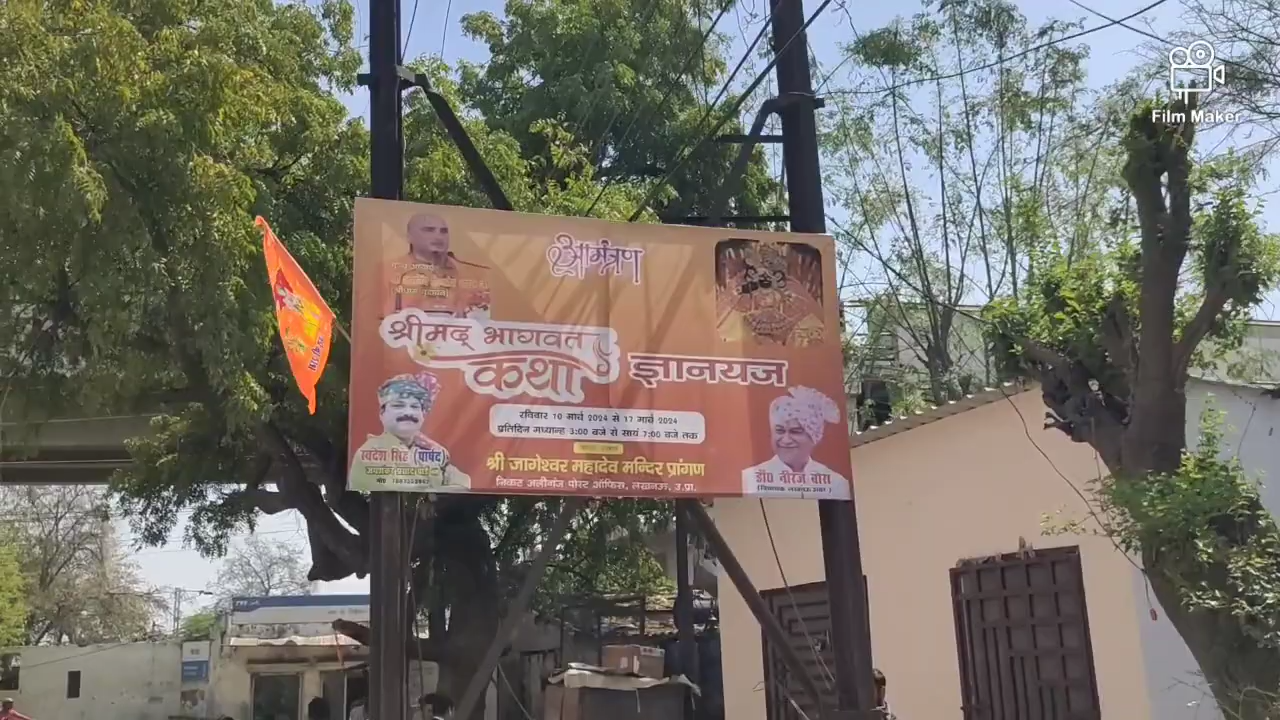 Film Maker
आमंत्रण
श्रीमद् भागवत
कथा ज्ञानयज्ञ
रविवार 10 मार्च 2024 से 17 मार्च 2024
प्रतिदिन मध्यान्ह 3:00 बजे से सायं 7:00 बजे तक
श्री जागेश्वर महादेव मन्दिर प्रांगण
निकट अलीगंज पोस्ट ऑफिस, लखनऊ, उ.प्र.
स्वदेश सिंह (पार्षद)
डॉ0 नीरज बोरा